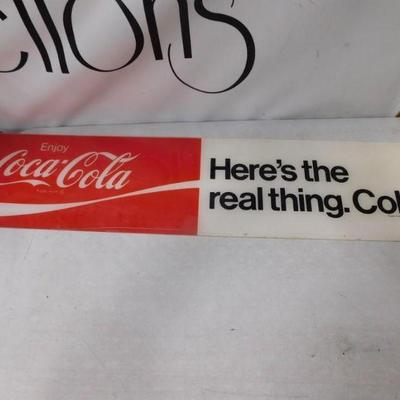 ctions
Enjoy
Coca-Cola
Here's the
real thing. Col